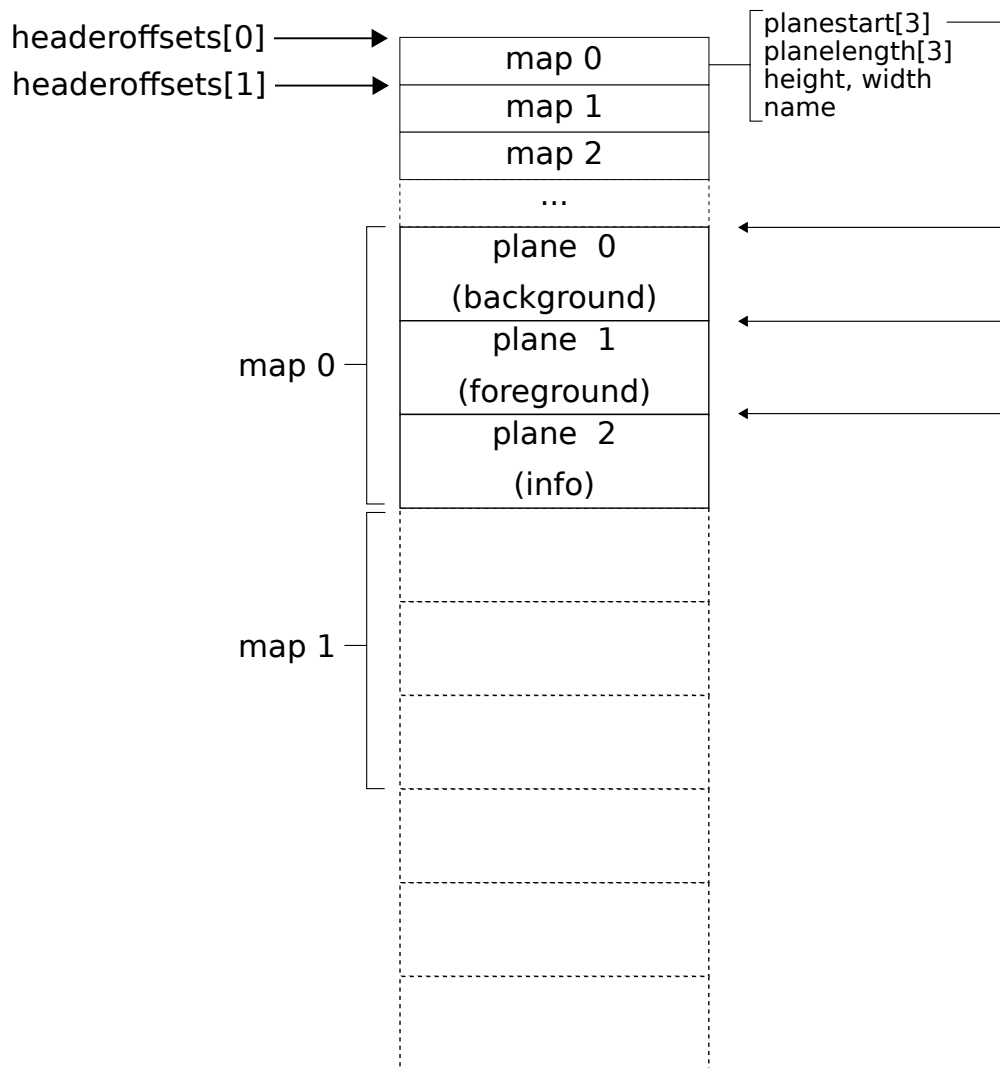 headeroffsets[0]
headeroffsets[1]
map 0
map 1
map 2
...
planestart[3]
planelength[3]
height, width
name
map 0
plane 0
(background)
plane 1
(foreground)
plane 2
(info)
map 1